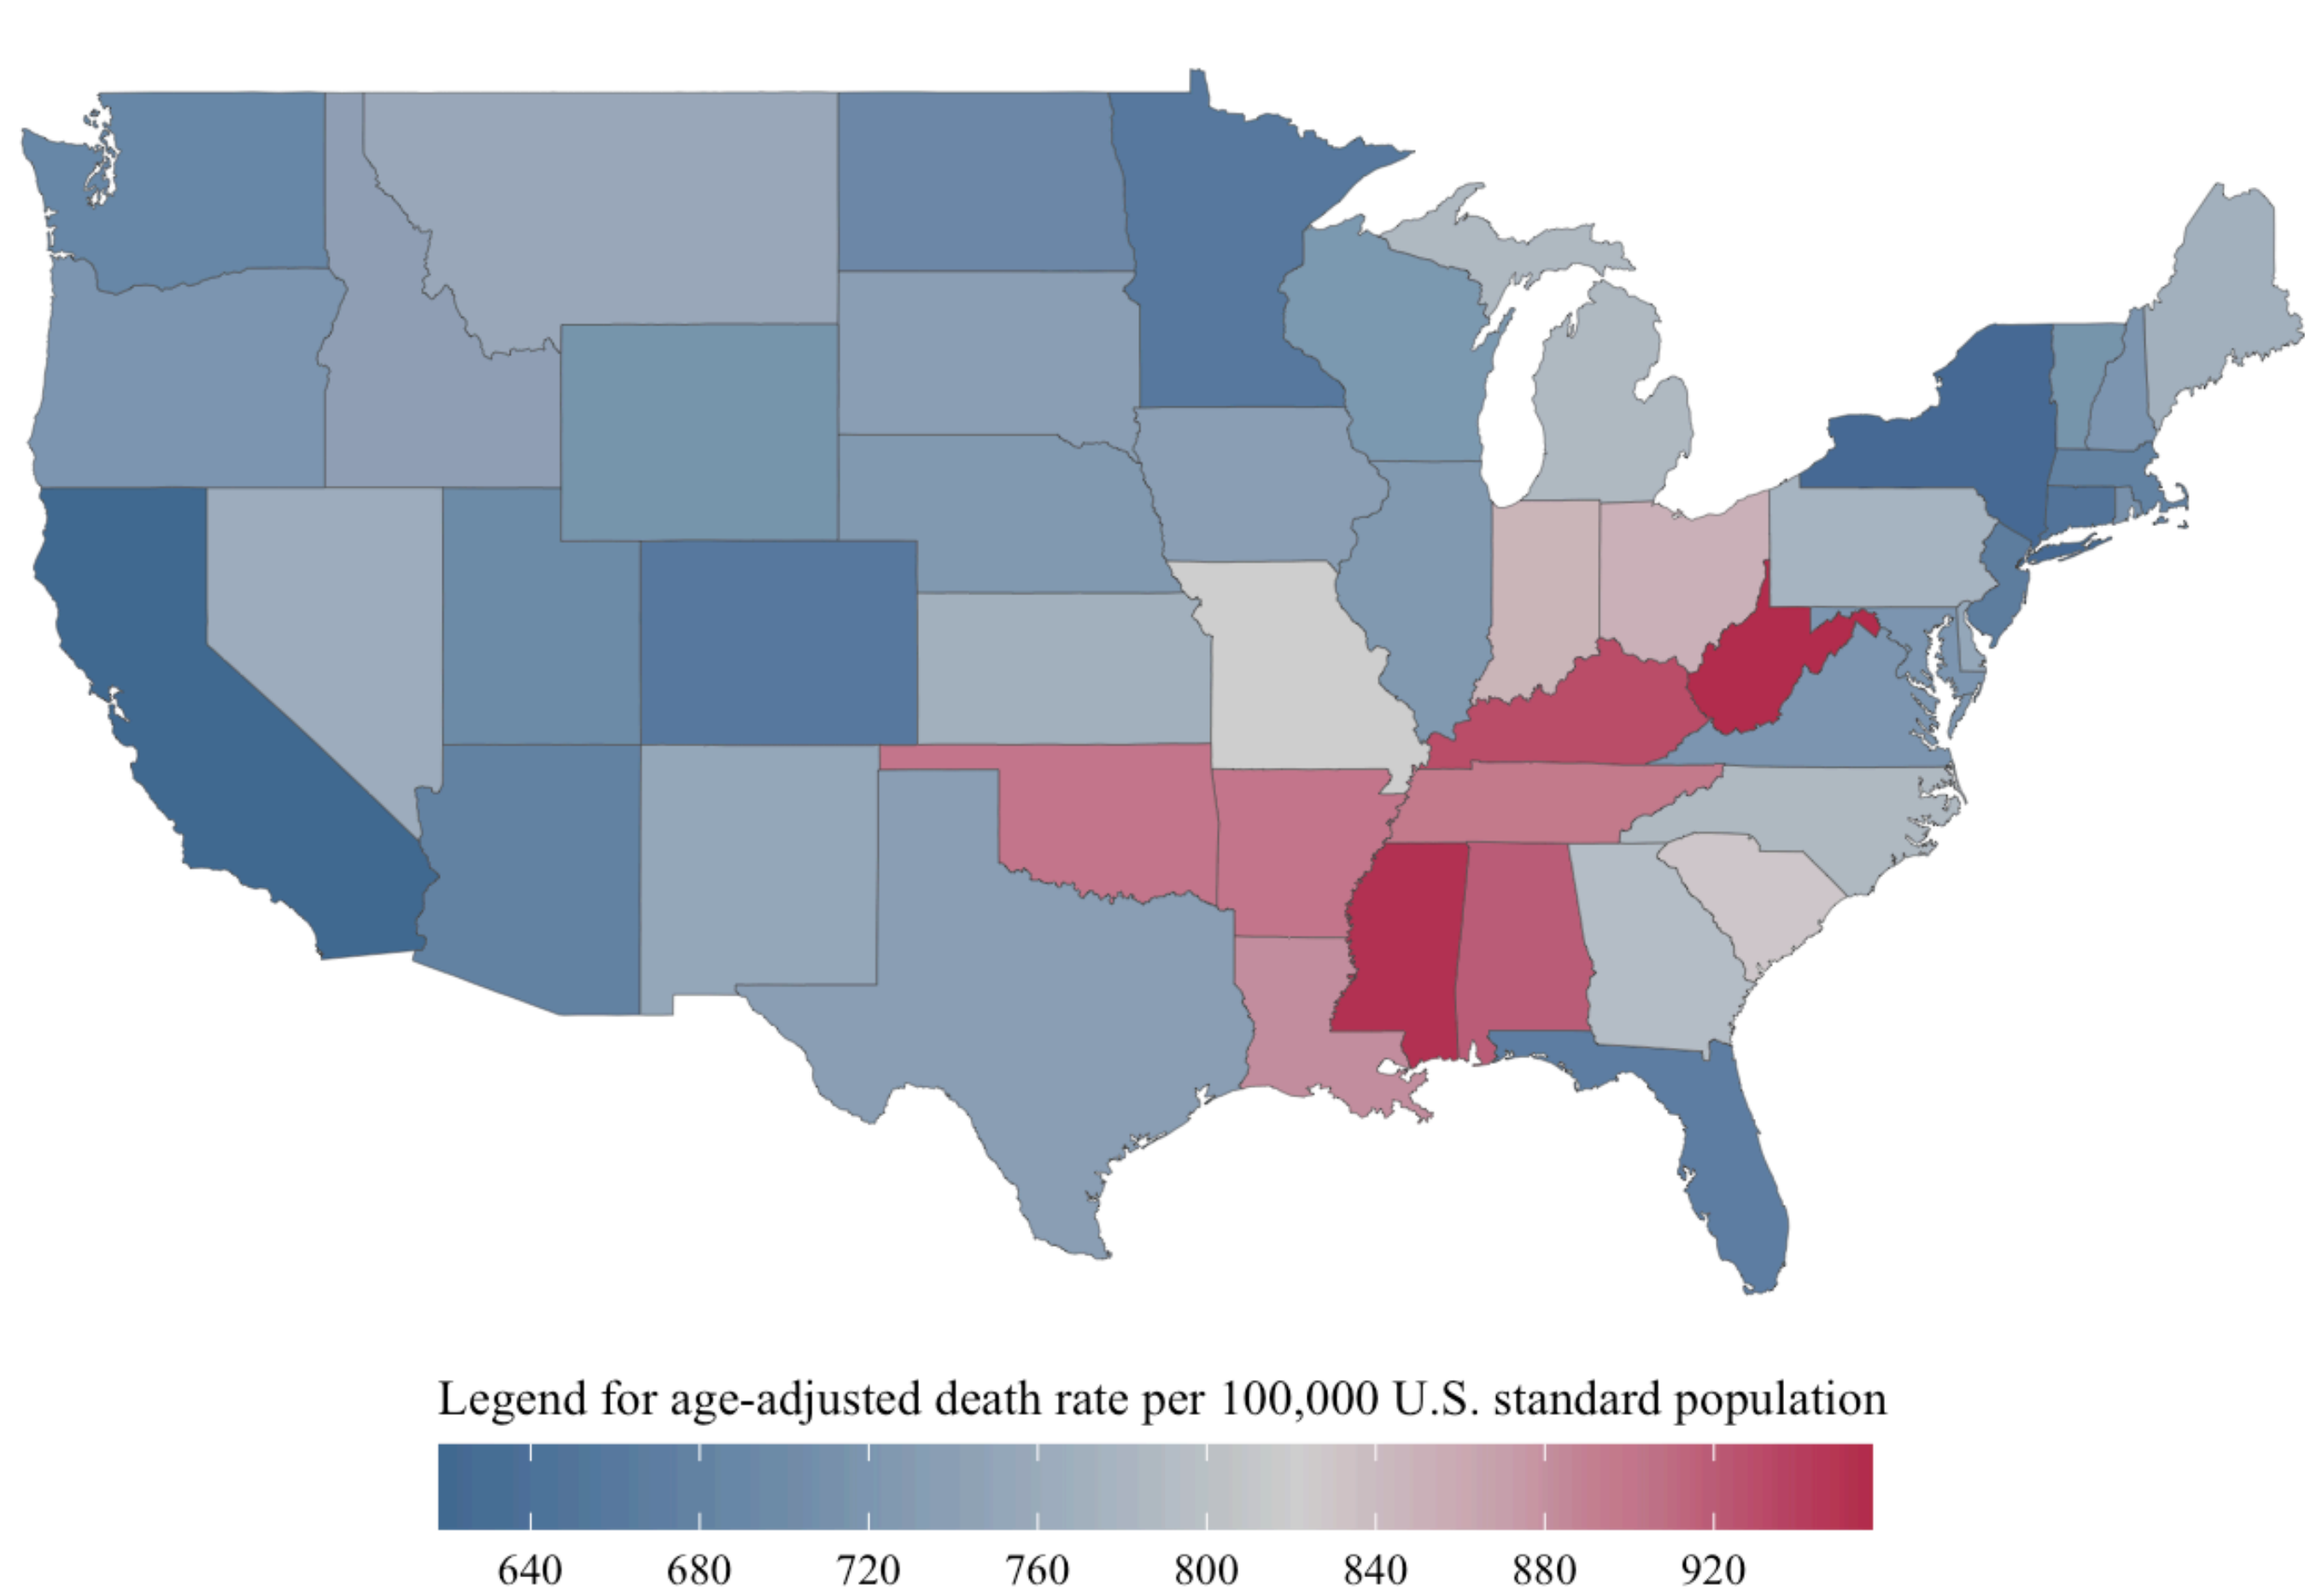 Legend for age-adjusted death rate per 100,000 U.S. standard population
640 680 720 760 800 840 880 920